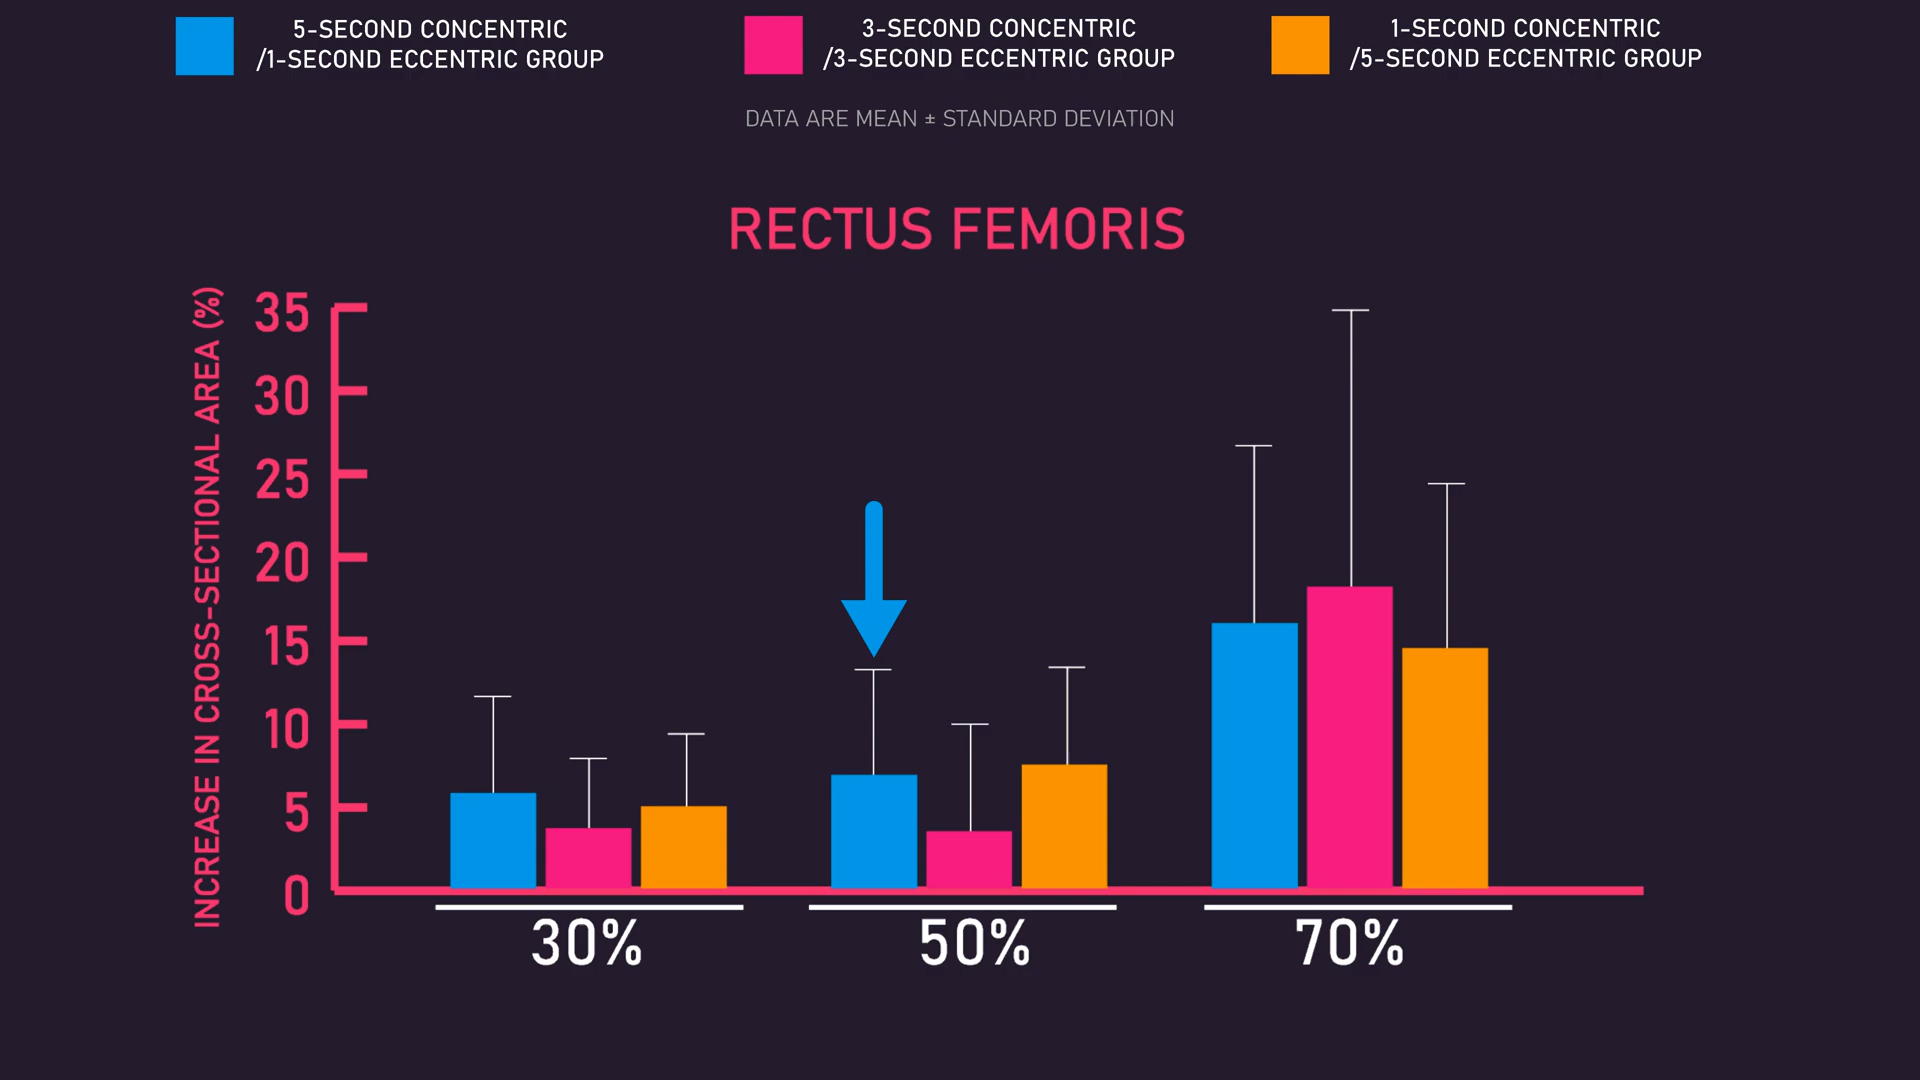 5-SECOND CONCENTRIC
/1-SECOND ECCENTRIC GROUP
3-SECOND CONCENTRIC
/3-SECOND ECCENTRIC GROUP
1-SECOND CONCENTRIC
/5-SECOND ECCENTRIC GROUP
DATA ARE MEAN ± STANDARD DEVIATION
RECTUS FEMORIS
INCREASE IN CROSS-SECTIONAL AREA (%)
35
30
25
20
15
10
5
0
30%
50%
70%